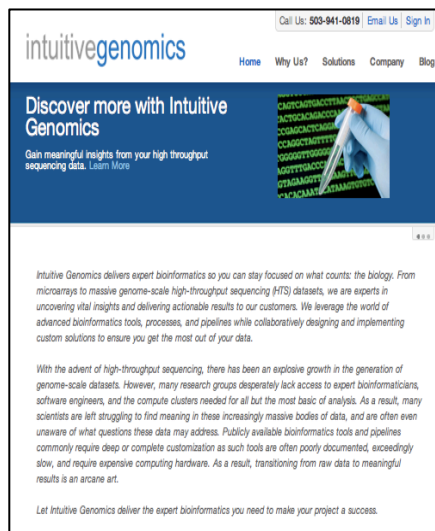 Call Us: 503-941-0819 Email Us Sign In
intuitivegenomics
Home Why Us? Solutions Company Blog
Discover more with Intuitive
Genomics
Gain meaningful insights from your high throughput
sequencing data. Learn More
Intuitive Genomics delivers expert bioinformatics so you can stay focused on what counts: the biology. From
microarrays to massive genome-scale high-throughput sequencing (HTS) datasets, we are experts in
uncovering vital insights and delivering actionable results to our customers. We leverage the world of
advanced bioinformatics tools, processes, and pipelines while collaboratively designing and implementing
custom solutions to ensure you get the most out of your data.
With the advent of high-throughput sequencing, there has been an explosive growth in the generation of
genome-scale datasets. However, many research groups desperately lack access to expert bioinformaticians,
software engineers, and the compute clusters needed for all but the most basic of analysis. As a result, many
scientists are left struggling to find meaning in these increasingly massive bodies of data, and are often even
unaware of what questions these data may address. Publicly available bioinformatics tools and pipelines
commonly require deep or complete customization as such tools are often poorly documented, exceedingly
slow, and require expensive computing hardware. As a result, transitioning from raw data to meaningful
results is an arcane art.
Let Intuitive Genomics deliver the expert bioinformatics you need to make your project a success.